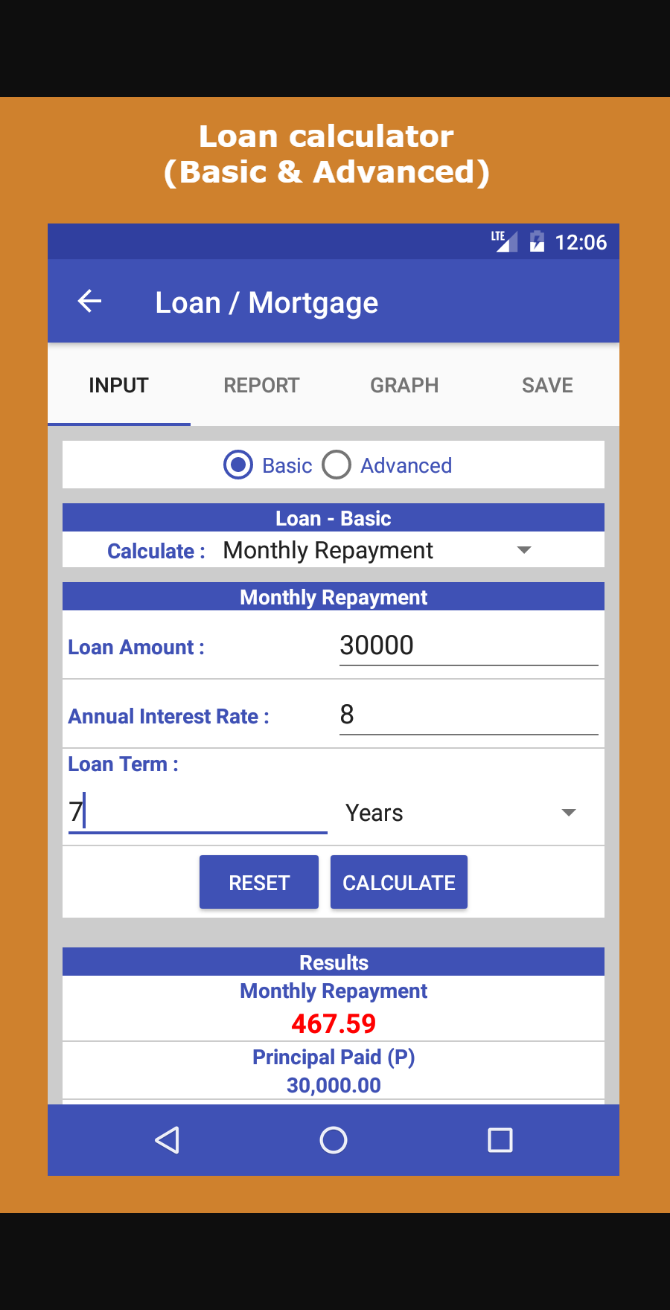 Loan calculator
(Basic & Advanced)
LTE 12:06
Loan / Mortgage
INPUT REPORT GRAPH SAVE
Basic Advanced
Loan - Basic
Calculate : Monthly Repayment
Monthly Repayment
Loan Amount : 30000
Annual Interest Rate : 8
Loan Term :
7 Years
RESET CALCULATE
Results
Monthly Repayment
467.59
Principal Paid (P)
30,000.00